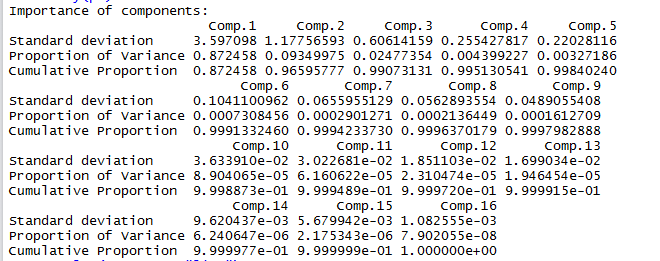 Importance of components:
Comp.1 Comp.2 Comp.3 Comp.4 Comp.5
Standard deviation 3.597098 1.17756593 0.60614159 0.255427817 0.22028116
Proportion of Variance 0.872458 0.09349975 0.02477354 0.004399227 0.00327186
Cumulative Proportion 0.872458 0.96595777 0.99073131 0.995130541 0.99840240
Comp.6 Comp.7 Comp.8 Comp.9
Standard deviation 0.1041100962 0.0655955129 0.0562893554 0.0489055408
Proportion of Variance 0.0007308456 0.0002901271 0.0002136449 0.0001612709
Cumulative Proportion 0.9991332460 0.9994233730 0.9996370179 0.9997982888
Comp.10 Comp.11 Comp.12 Comp.13
Standard deviation 3.633910e-02 3.022681e-02 1.851103e-02 1.699034e-02
Proportion of Variance 8.904065e-05 6.160622e-05 2.310474e-05 1.946454e-05
Cumulative Proportion 9.998873e-01 9.999489e-01 9.999720e-01 9.999915e-01
Comp.14 Comp.15 Comp.16
Standard deviation 9.620437e-03 5.679942e-03 1.082555e-03
Proportion of Variance 6.240647e-06 2.175343e-06 7.902055e-08
Cumulative Proportion 9.999977e-01 9.999999e-01 1.000000e+00